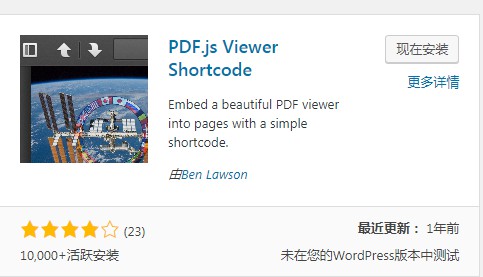 PDF.js Viewer
Shortcode
现在安装
更多详情
Embed a beautiful PDF viewer
into pages with a simple
shortcode.
由Ben Lawson
(23)
最近更新： 1年前
10,000+活跃安装
未在您的WordPress版本中测试